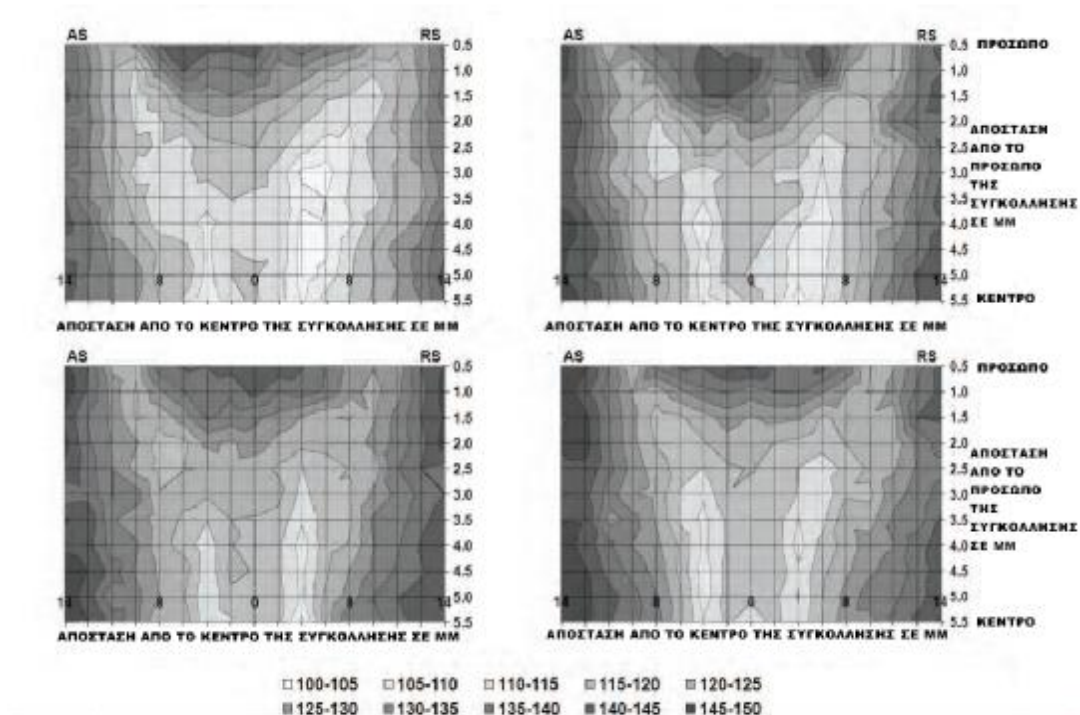 AS RS AS RS
0.5 0.5 ΠΡΟΣΩΠΟ
1.0 1.0
1.5 1.5
2.0 2.0
ΑΠΟΣΤΑΣΗ
2.5 2.5 ΑΠΟ ΤΟ
ΠΡΟΣΩΠΟ
3.0 3.0
ΤΗΣ
3.5 3.5 ΣΥΓΚΟΛΛΗΣΗΣ
4.0 4.0 ΣΕ ΜΜ
4.5 4.5
14 8 0 8 14 5.0 8 8 14 5.0
5.5 5.5 ΚΕΝΤΡΟ
ΑΠΟΣΤΑΣΗ ΑΠΟ ΤΟ ΚΕΝΤΡΟ ΤΗΣ ΣΥΓΚΟΛΛΗΣΗΣ ΣΕ ΜΜ ΑΠΟΣΤΑΣΗ ΑΠΟ ΤΟ ΚΕΝΤΡΟ ΤΗΣ ΣΥΓΚΟΛΛΗΣΗΣ ΣΕ ΜΜ
AS RS AS RS
0.5 0.5 ΠΡΟΣΩΠΟ
1.0 1.0
1.5 1.5
2.0 2.0
ΑΠΟΣΤΑΣΗ
2.5 2.5 ΑΠΟ ΤΟ
3.0 3.0 ΠΡΟΣΩΠΟ
ΤΗΣ
3.5 3.5 ΣΥΓΚΟΛΛΗΣΗΣ
4.0 4.0 ΣΕ ΜΜ
4.5 4.5
8 0 8 14 5.0 8 14 5.0
5.5 5.5 ΚΕΝΤΡΟ
ΑΠΟΣΤΑΣΗ ΑΠΟ ΤΟ ΚΕΝΤΡΟ ΤΗΣ ΣΥΓΚΟΛΛΗΣΗΣ ΣΕ ΜΜ ΑΠΟΣΤΑΣΗ ΑΠΟ ΤΟ ΚΕΝΤΡΟ ΤΗΣ ΣΥΓΚΟΛΛΗΣΗΣ ΣΕ ΜΜ
100-105 105-110 110-115 115-120 120-125
125-130 130-135 135-140 140-145 145-150